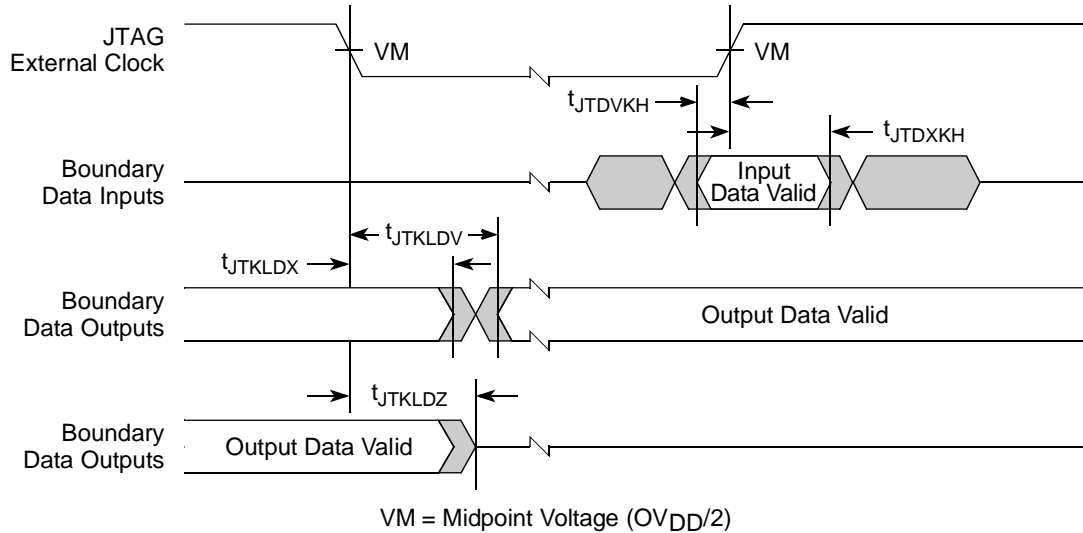 JTAG
External Clock
VM
VM
tJTDVKH
tJTDXKH
Boundary
Data Inputs
Input
Data Valid
tJTKLDV
tJTKLDX
Boundary
Data Outputs
Output Data Valid
tJTKLDZ
Boundary
Data Outputs
Output Data Valid
VM = Midpoint Voltage (OVDD/2)